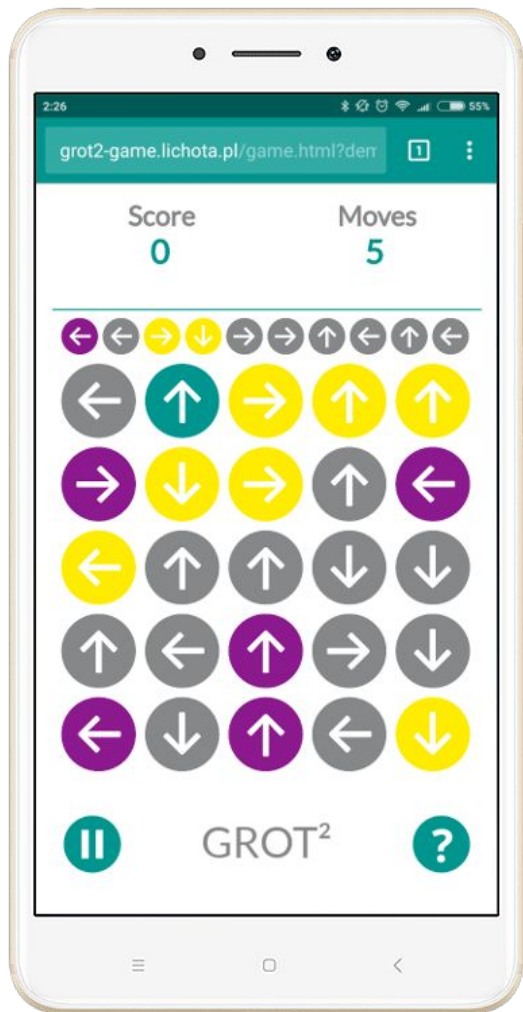 2:26 55%
grot2-game.lichota.pl/game.html?dem 1
Score Moves
0 5
GROT² ?